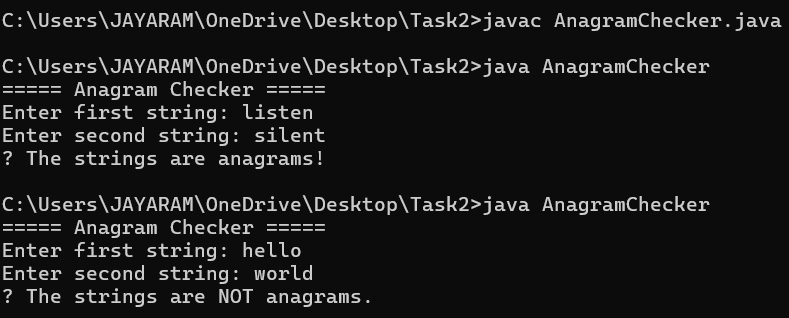 C:\Users\JAYARAM\OneDrive\Desktop\Task2>javac AnagramChecker.java
C:\Users\JAYARAM\OneDrive\Desktop\Task2>java AnagramChecker
===== Anagram Checker =====
Enter first string: listen
Enter second string: silent
? The strings are anagrams!
C:\Users\JAYARAM\OneDrive\Desktop\Task2>java AnagramChecker
===== Anagram Checker =====
Enter first string: hello
Enter second string: world
? The strings are NOT anagrams.